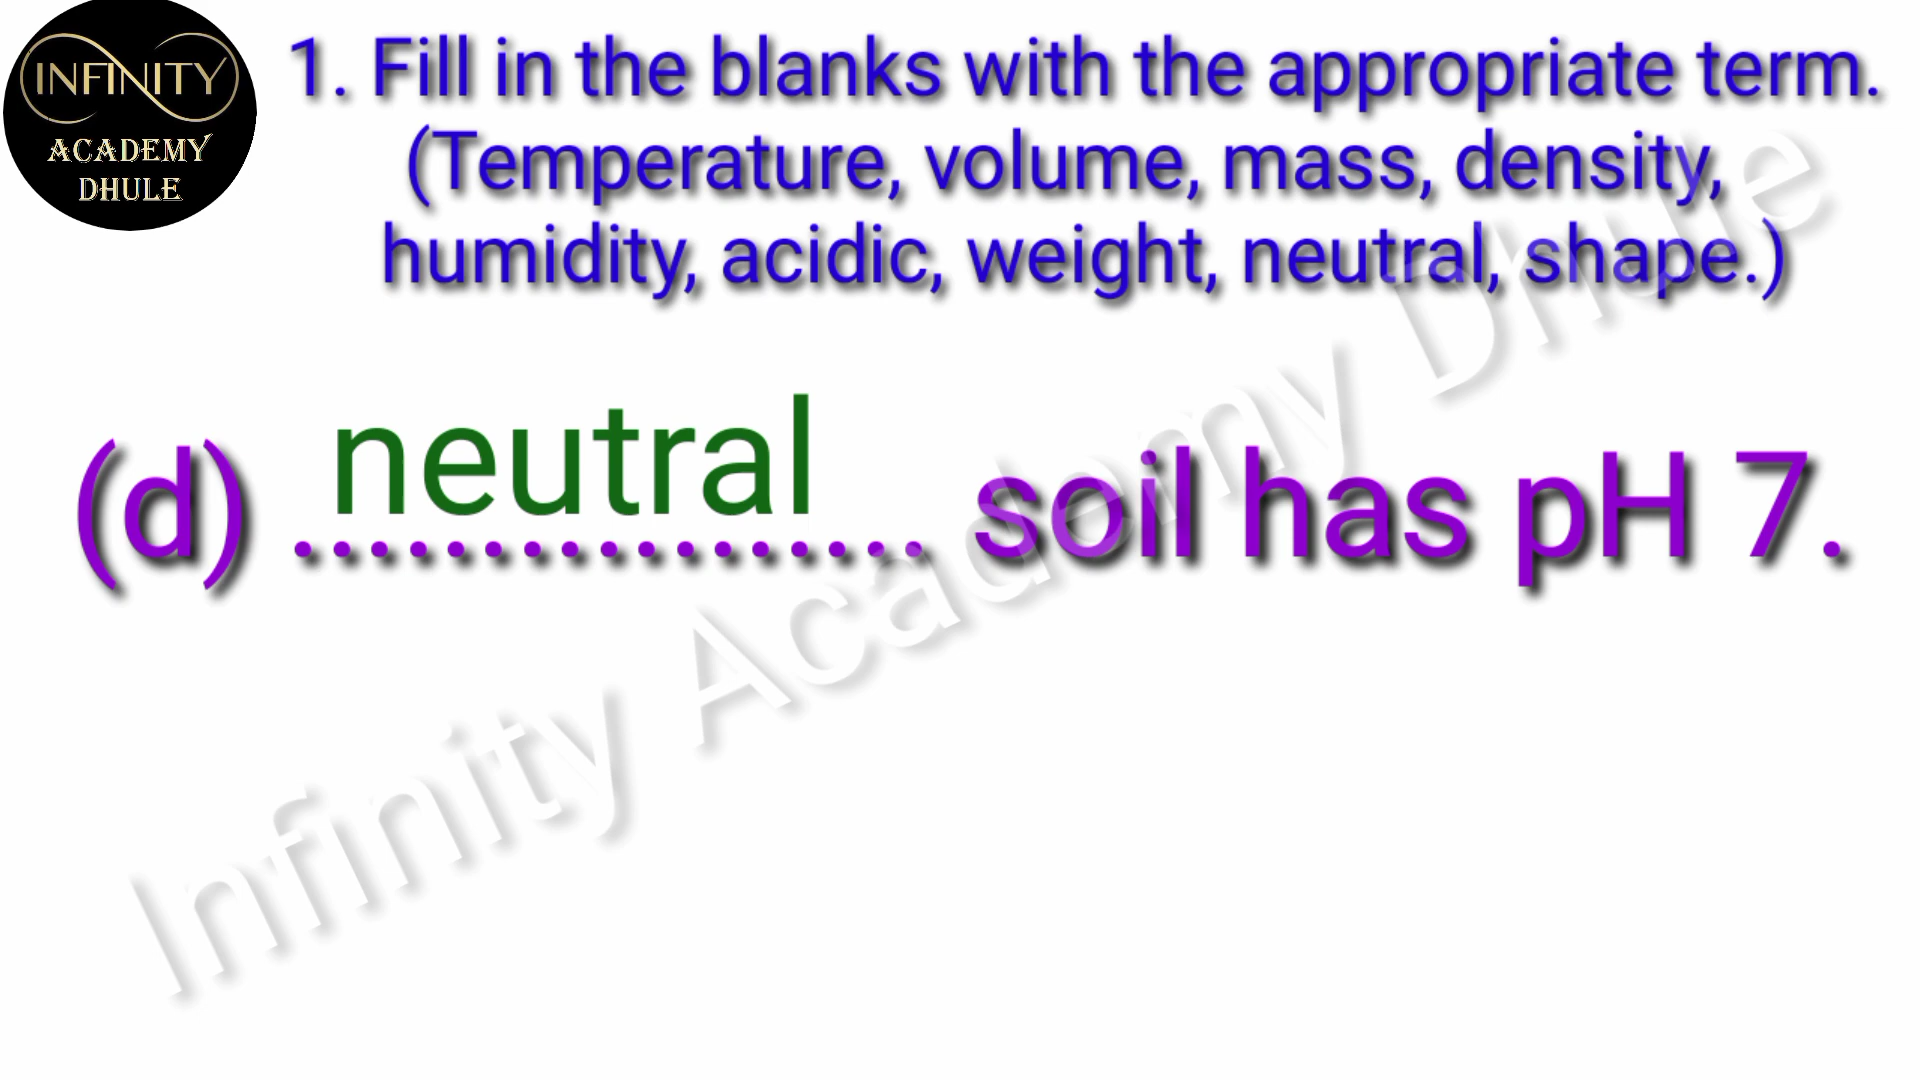 INFINITY
ACADEMY
DHULE
1. Fill in the blanks with the appropriate term.
(Temperature, volume, mass, density,
humidity, acidic, weight, neutral, shape.)
neutral
(d) ................. soil has pH 7.
Infinity Academy Dhule